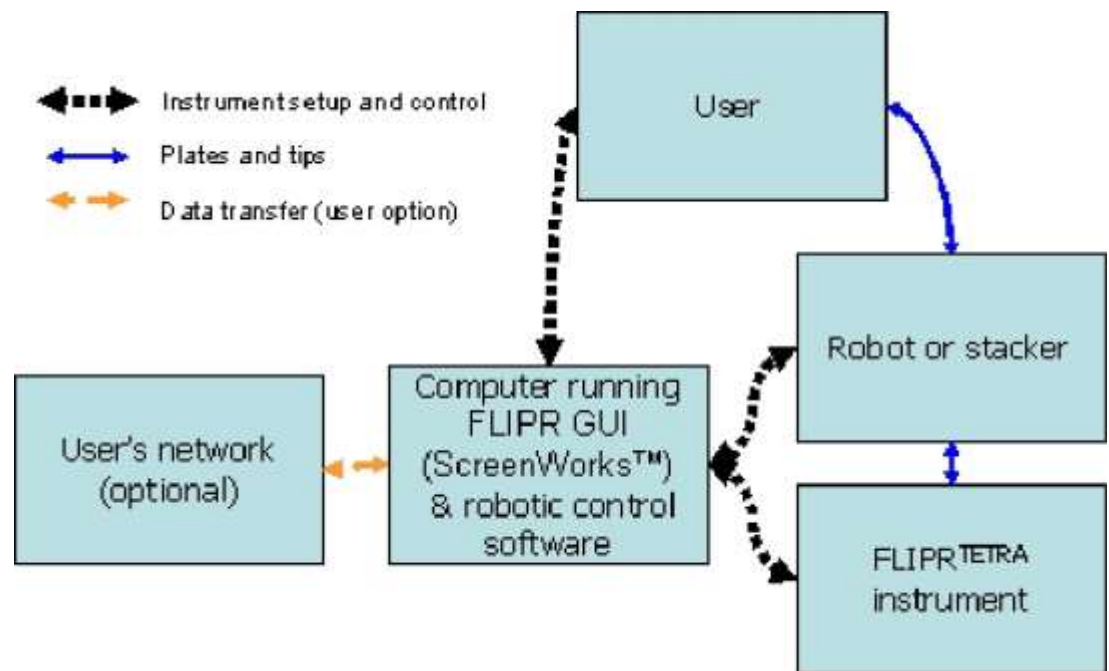 Instrument setup and control
Plates and tips
Data transfer (user option)
User
Robot or stacker
Computer running
FLIPR GUI
(ScreenWorks™)
& robotic control
software
User's network
(optional)
FLIPRTETRA
instrument